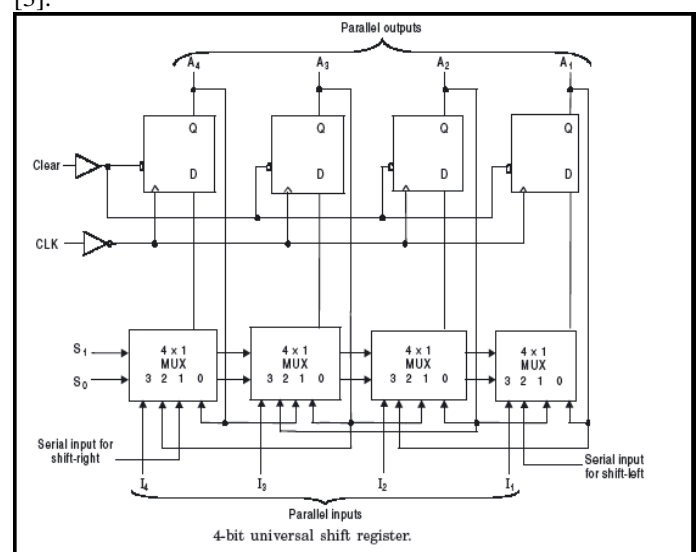 [5].
Parallel outputs
A4 A3 A2 A1
Q Q Q Q
Clear
D D D D
CLK
S1
4 x 1 4 x 1 4 x 1 4 x 1
MUX MUX MUX MUX
S0
3 2 1 0 3 2 1 0 3 2 1 0 3 2 1 0
Serial input for
shift-right
Serial input
for shift-left
I4 I3 I2 I1
Parallel inputs
4-bit universal shift register.